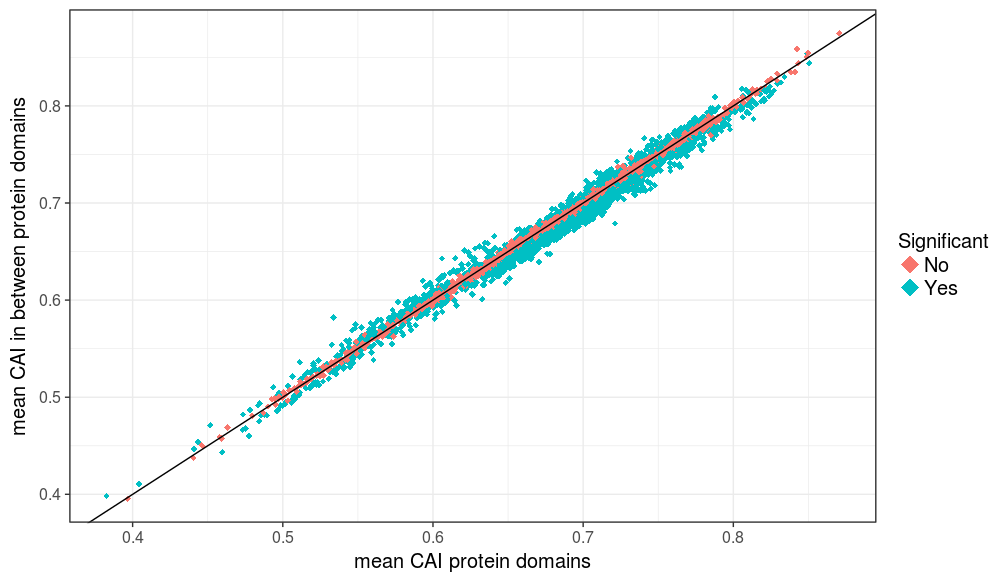 mean CAI in between protein domains
0.8
0.7
0.6
0.5
0.4
0.4 0.5 0.6 0.7 0.8
mean CAI protein domains
Significant
No
Yes